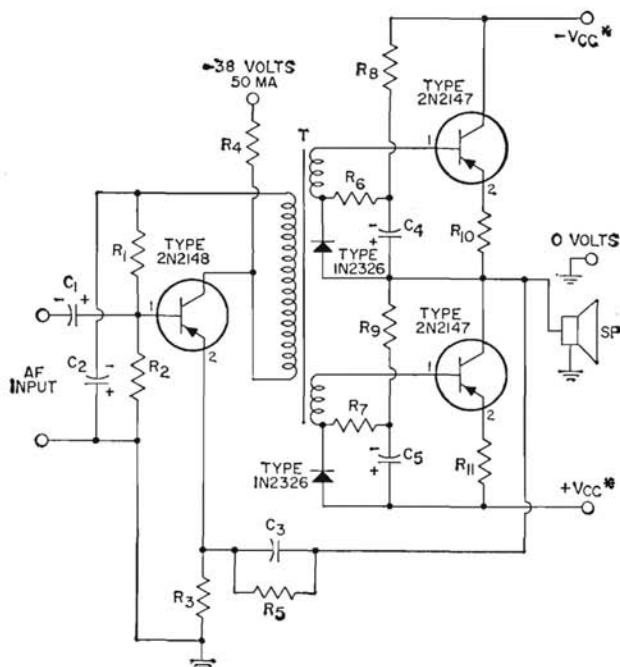 -VCC*
-38 VOLTS
50 MA
R8
TYPE
2N2147
R4
T
1
2
R6
R1
TYPE
2N2148
C4
R10
TYPE
1N2326
0 VOLTS
C1
- +
1
2
R9
TYPE
2N2147
SP
C2
R2
AF
INPUT
1
2
R7
TYPE
1N2326
C5
R11
+VCC*
C3
R3
R5